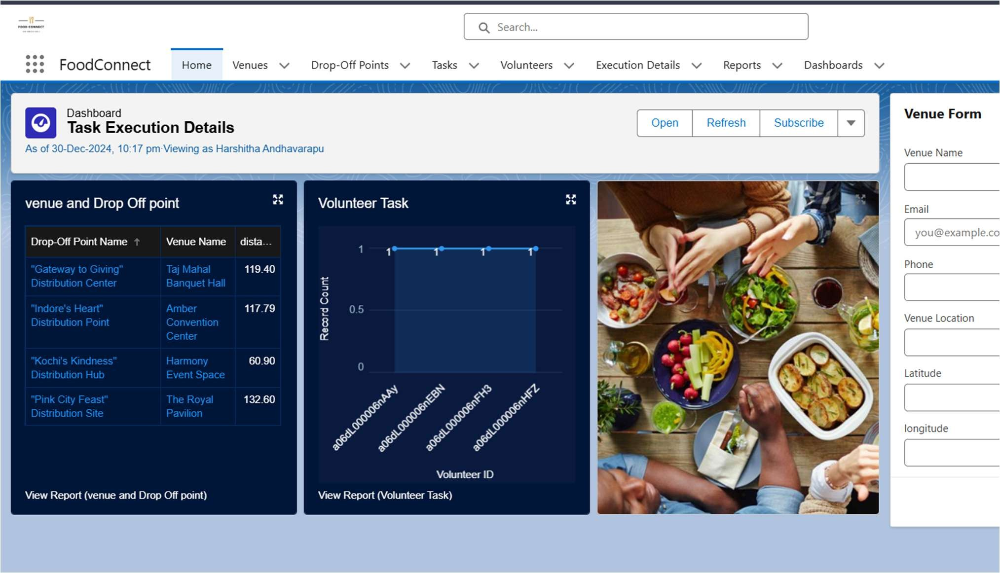 FOOD CONNECT
Search...
FoodConnect
Home
Venues
Drop-Off Points
Tasks
Volunteers
Execution Details
Reports
Dashboards
Dashboard
Task Execution Details
As of 30-Dec-2024, 10:17 pm·Viewing as Harshitha Andhavarapu
Open
Refresh
Subscribe
venue and Drop Off point
Drop-Off Point Name
Venue Name
dista...
"Gateway to Giving"
Distribution Center
Taj Mahal
Banquet Hall
119.40
"Indore's Heart"
Distribution Point
Amber
Convention
Center
117.79
"Kochi's Kindness"
Distribution Hub
Harmony
Event Space
60.90
"Pink City Feast"
Distribution Site
The Royal
Pavilion
132.60
View Report (venue and Drop Off point)
Volunteer Task
Record Count
1
0.5
0
1
1
1
1
a06dL000006nAAy
a06dL000006nEBN
a06dL000006nFH3
a06dL000006nHFZ
Volunteer ID
View Report (Volunteer Task)
Venue Form
Venue Name
Email
you@example.co
Phone
Venue Location
Latitude
longitude